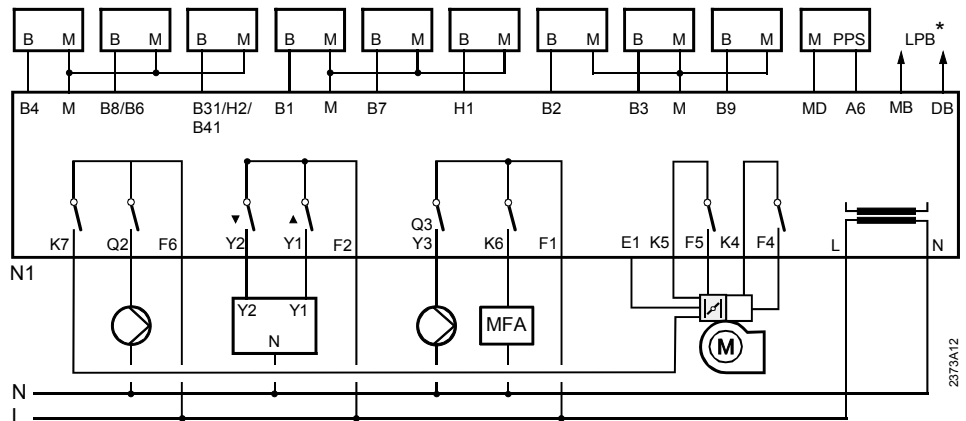 B M B M B M B M B M B M B M B M B M M PPS LPB*
B4 M B8/B6 B31/H2/ B1 M B7 H1 B2 B3 M B9 MD A6 MB DB
B41
Q3
K7 Q2 F6 Y2 Y1 F2 Y3 K6 F1 E1 K5 F5 K4 F4 L N
N1
Y2 Y1
N
MFA
M
2373A12
N
L